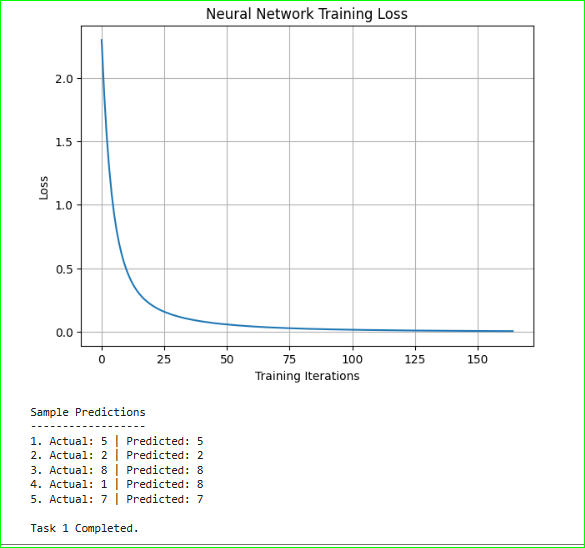 Neural Network Training Loss
2.0
1.5
1.0
0.5
0.0
Loss
0 25 50 75 100 125 150
Training Iterations
Sample Predictions
------------------
1. Actual: 5 | Predicted: 5
2. Actual: 2 | Predicted: 2
3. Actual: 8 | Predicted: 8
4. Actual: 1 | Predicted: 8
5. Actual: 7 | Predicted: 7
Task 1 Completed.